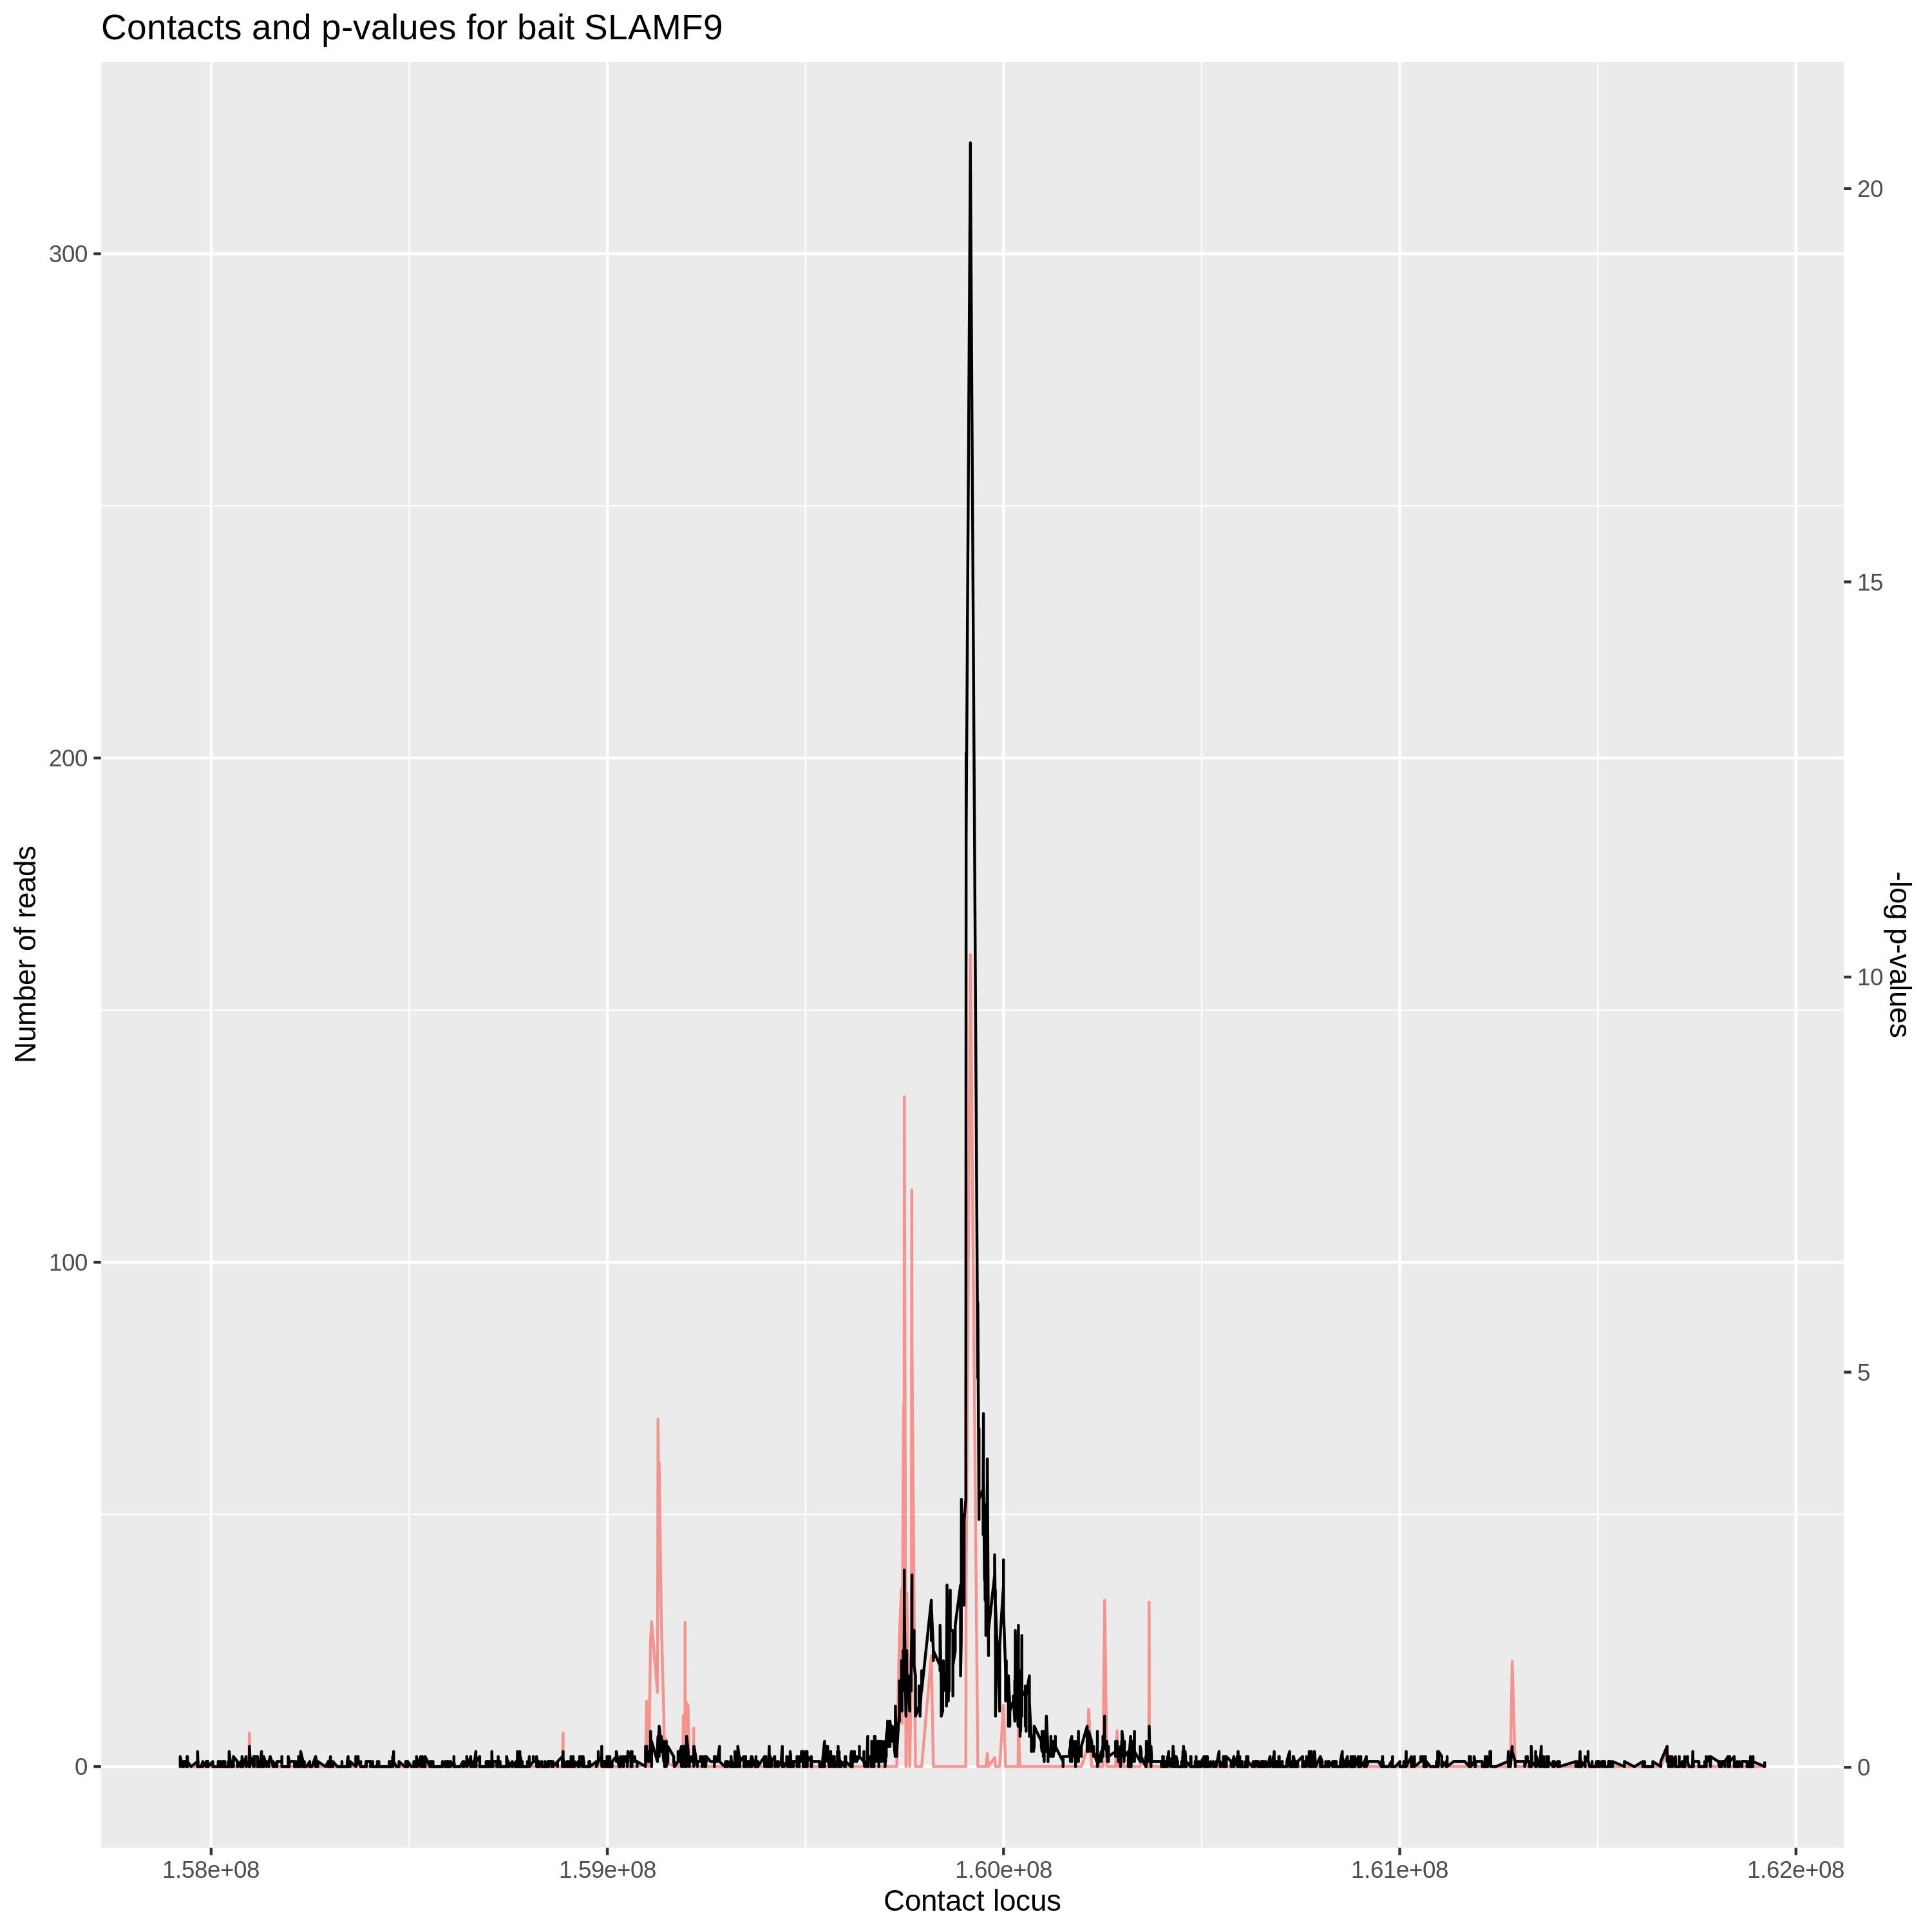 Contacts and p-values for bait SLAMF9
Number of reads
300
200
100
0
20
15
10
5
0
-log p-values
1.58e+08
1.59e+08
1.60e+08
1.61e+08
1.62e+08
Contact locus